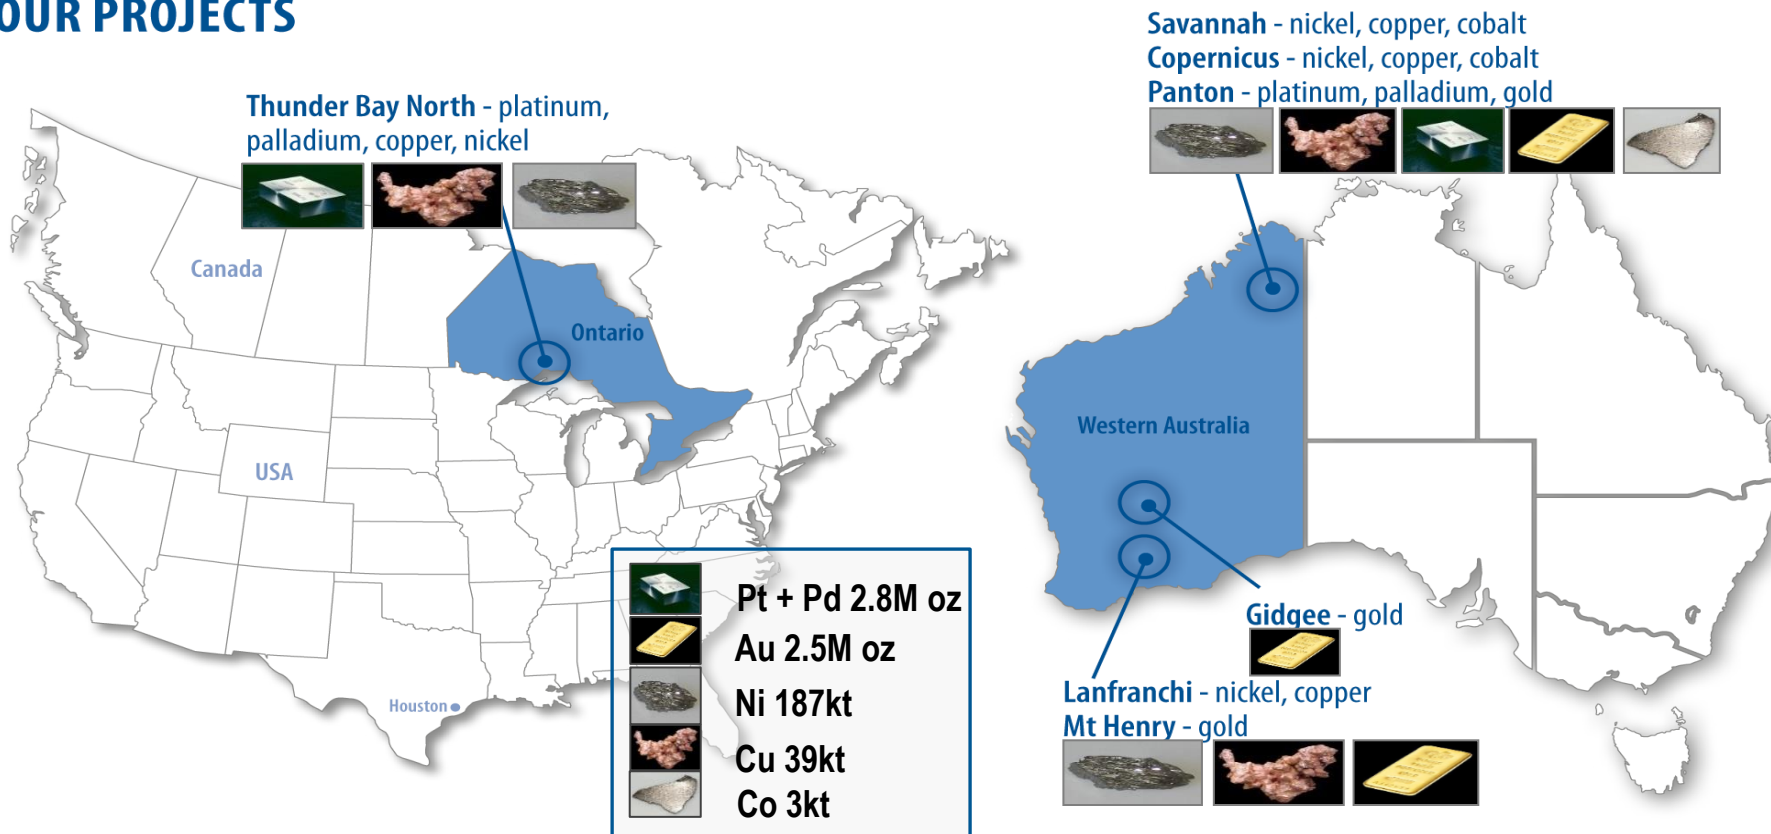 OUR PROJECTS
Thunder Bay North - platinum,
palladium, copper, nickel
Canada
Ontario
USA
Houston
Pt + Pd 2.8M oz
Au 2.5M oz
Ni 187kt
Cu 39kt
Co 3kt
Savannah - nickel, copper, cobalt
Copernicus - nickel, copper, cobalt
Panton - platinum, palladium, gold
Western Australia
Gidgee - gold
Lanfranchi - nickel, copper
Mt Henry - gold